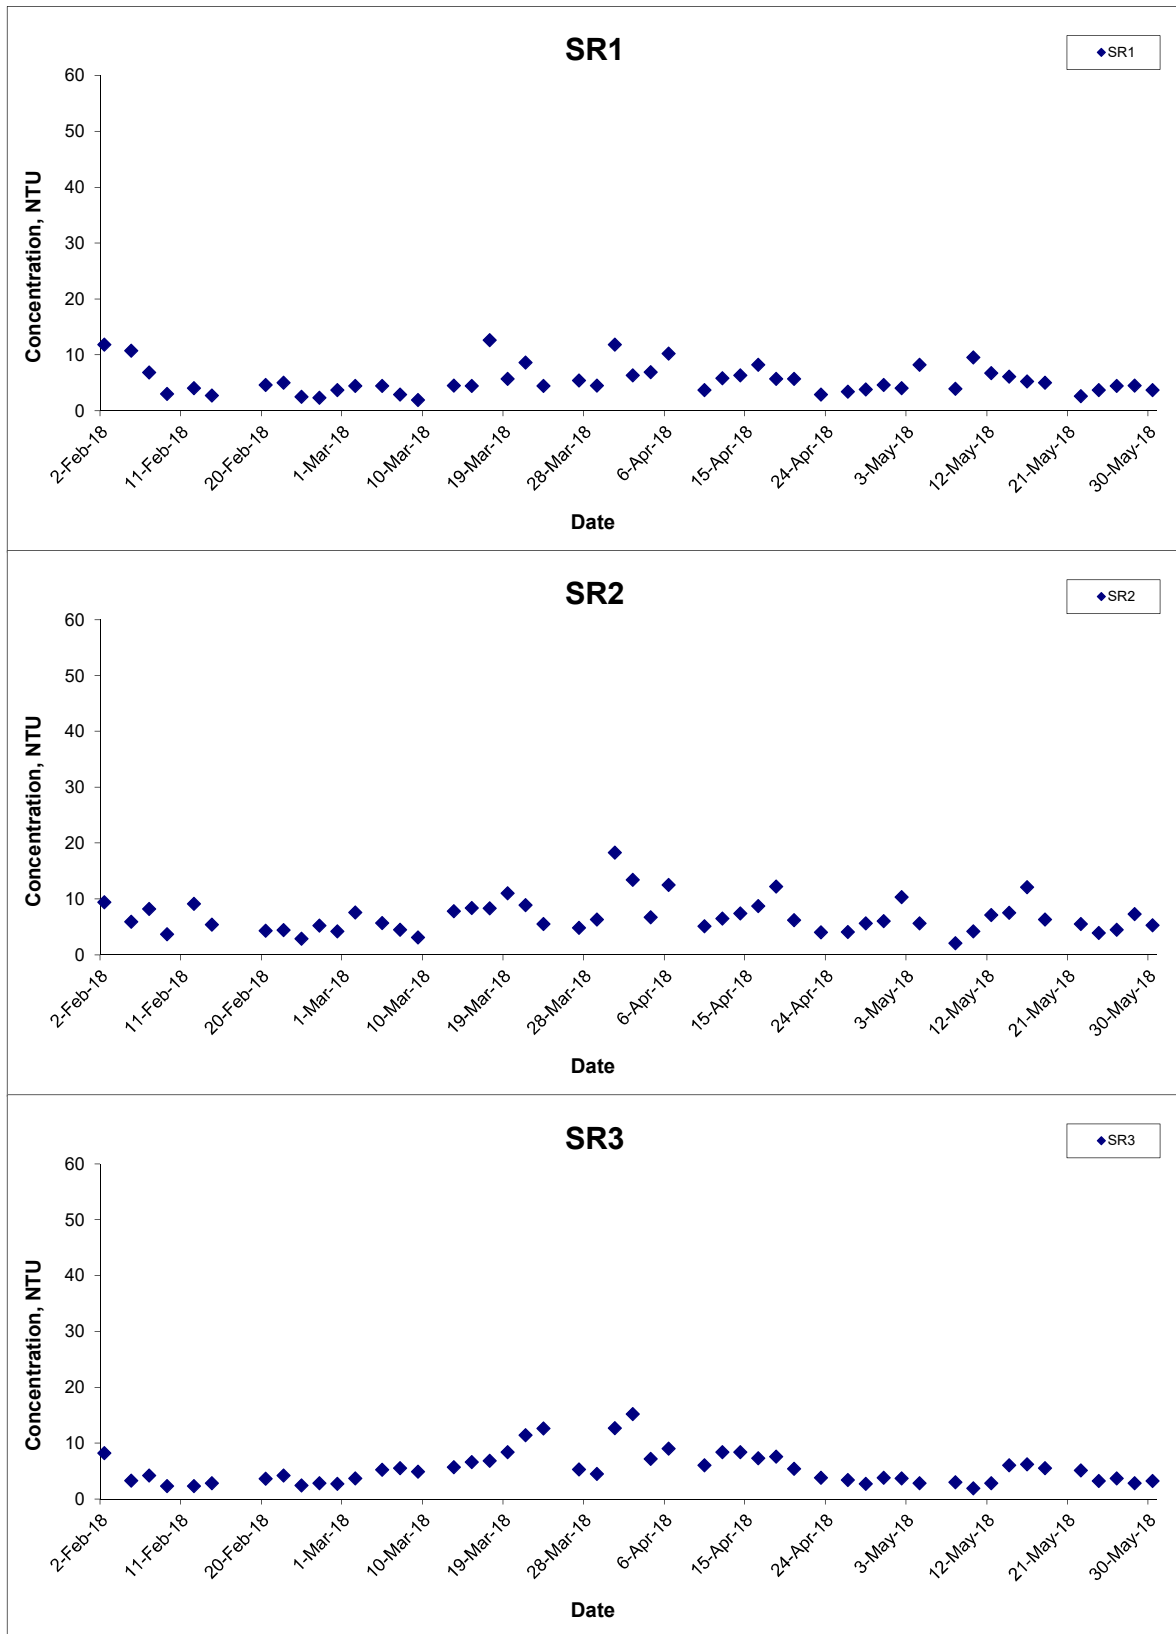 SR1
SR1
60
50
40
30
20
10
0
Concentration, NTU
2-Feb-18
11-Feb-18
20-Feb-18
1-Mar-18
10-Mar-18
19-Mar-18
28-Mar-18
6-Apr-18
15-Apr-18
24-Apr-18
3-May-18
12-May-18
21-May-18
30-May-18
Date
SR2
SR2
60
50
40
30
20
10
0
Concentration, NTU
2-Feb-18
11-Feb-18
20-Feb-18
1-Mar-18
10-Mar-18
19-Mar-18
28-Mar-18
6-Apr-18
15-Apr-18
24-Apr-18
3-May-18
12-May-18
21-May-18
30-May-18
Date
SR3
SR3
60
50
40
30
20
10
0
Concentration, NTU
2-Feb-18
11-Feb-18
20-Feb-18
1-Mar-18
10-Mar-18
19-Mar-18
28-Mar-18
6-Apr-18
15-Apr-18
24-Apr-18
3-May-18
12-May-18
21-May-18
30-May-18
Date